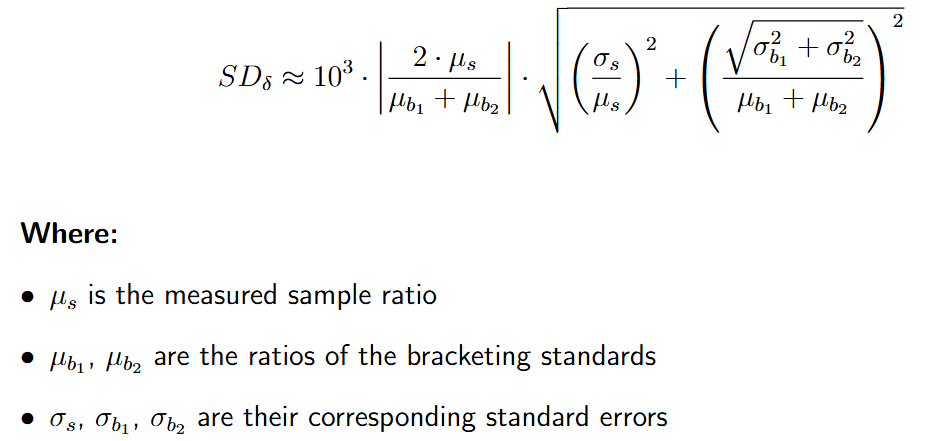 $SD_\delta \approx 10^3 \cdot \left| \frac{2 \cdot \mu_s}{\mu_{b_1} + \mu_{b_2}} \right| \cdot \sqrt{\left( \frac{\sigma_s}{\mu_s} \right)^2 + \left( \frac{\sqrt{\sigma_{b_1}^2 + \sigma_{b_2}^2}}{\mu_{b_1} + \mu_{b_2}} \right)^2}$
Where:
• $\mu_s$ is the measured sample ratio
• $\mu_{b_1}$, $\mu_{b_2}$ are the ratios of the bracketing standards
• $\sigma_s$, $\sigma_{b_1}$, $\sigma_{b_2}$ are their corresponding standard errors